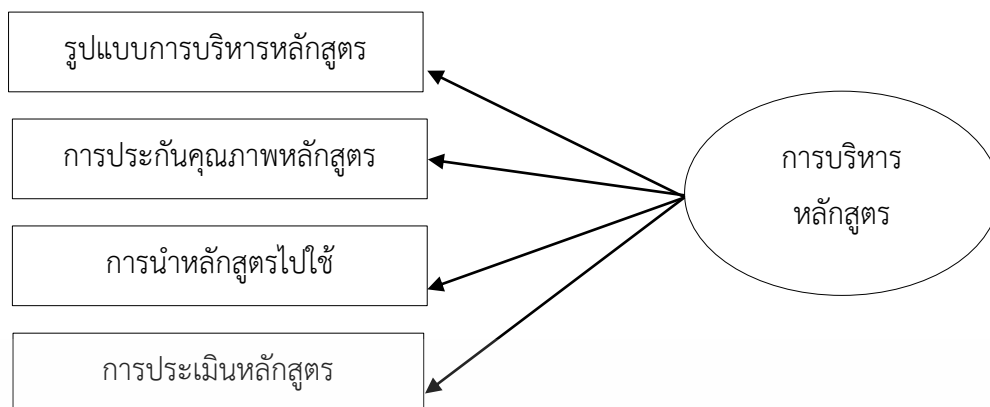 รูปแบบการบริหารหลักสูตร
การประกันคุณภาพหลักสูตร
การนำหลักสูตรไปใช้
การประเมินหลักสูตร
การบริหาร
หลักสูตร